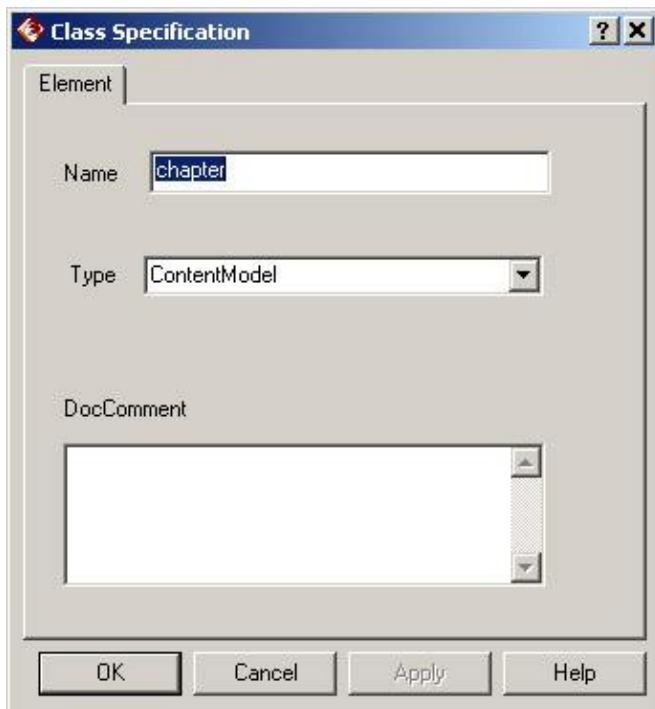 Class Specification
Element
Name chapter
Type ContentModel
DocComment
OK Cancel Apply Help